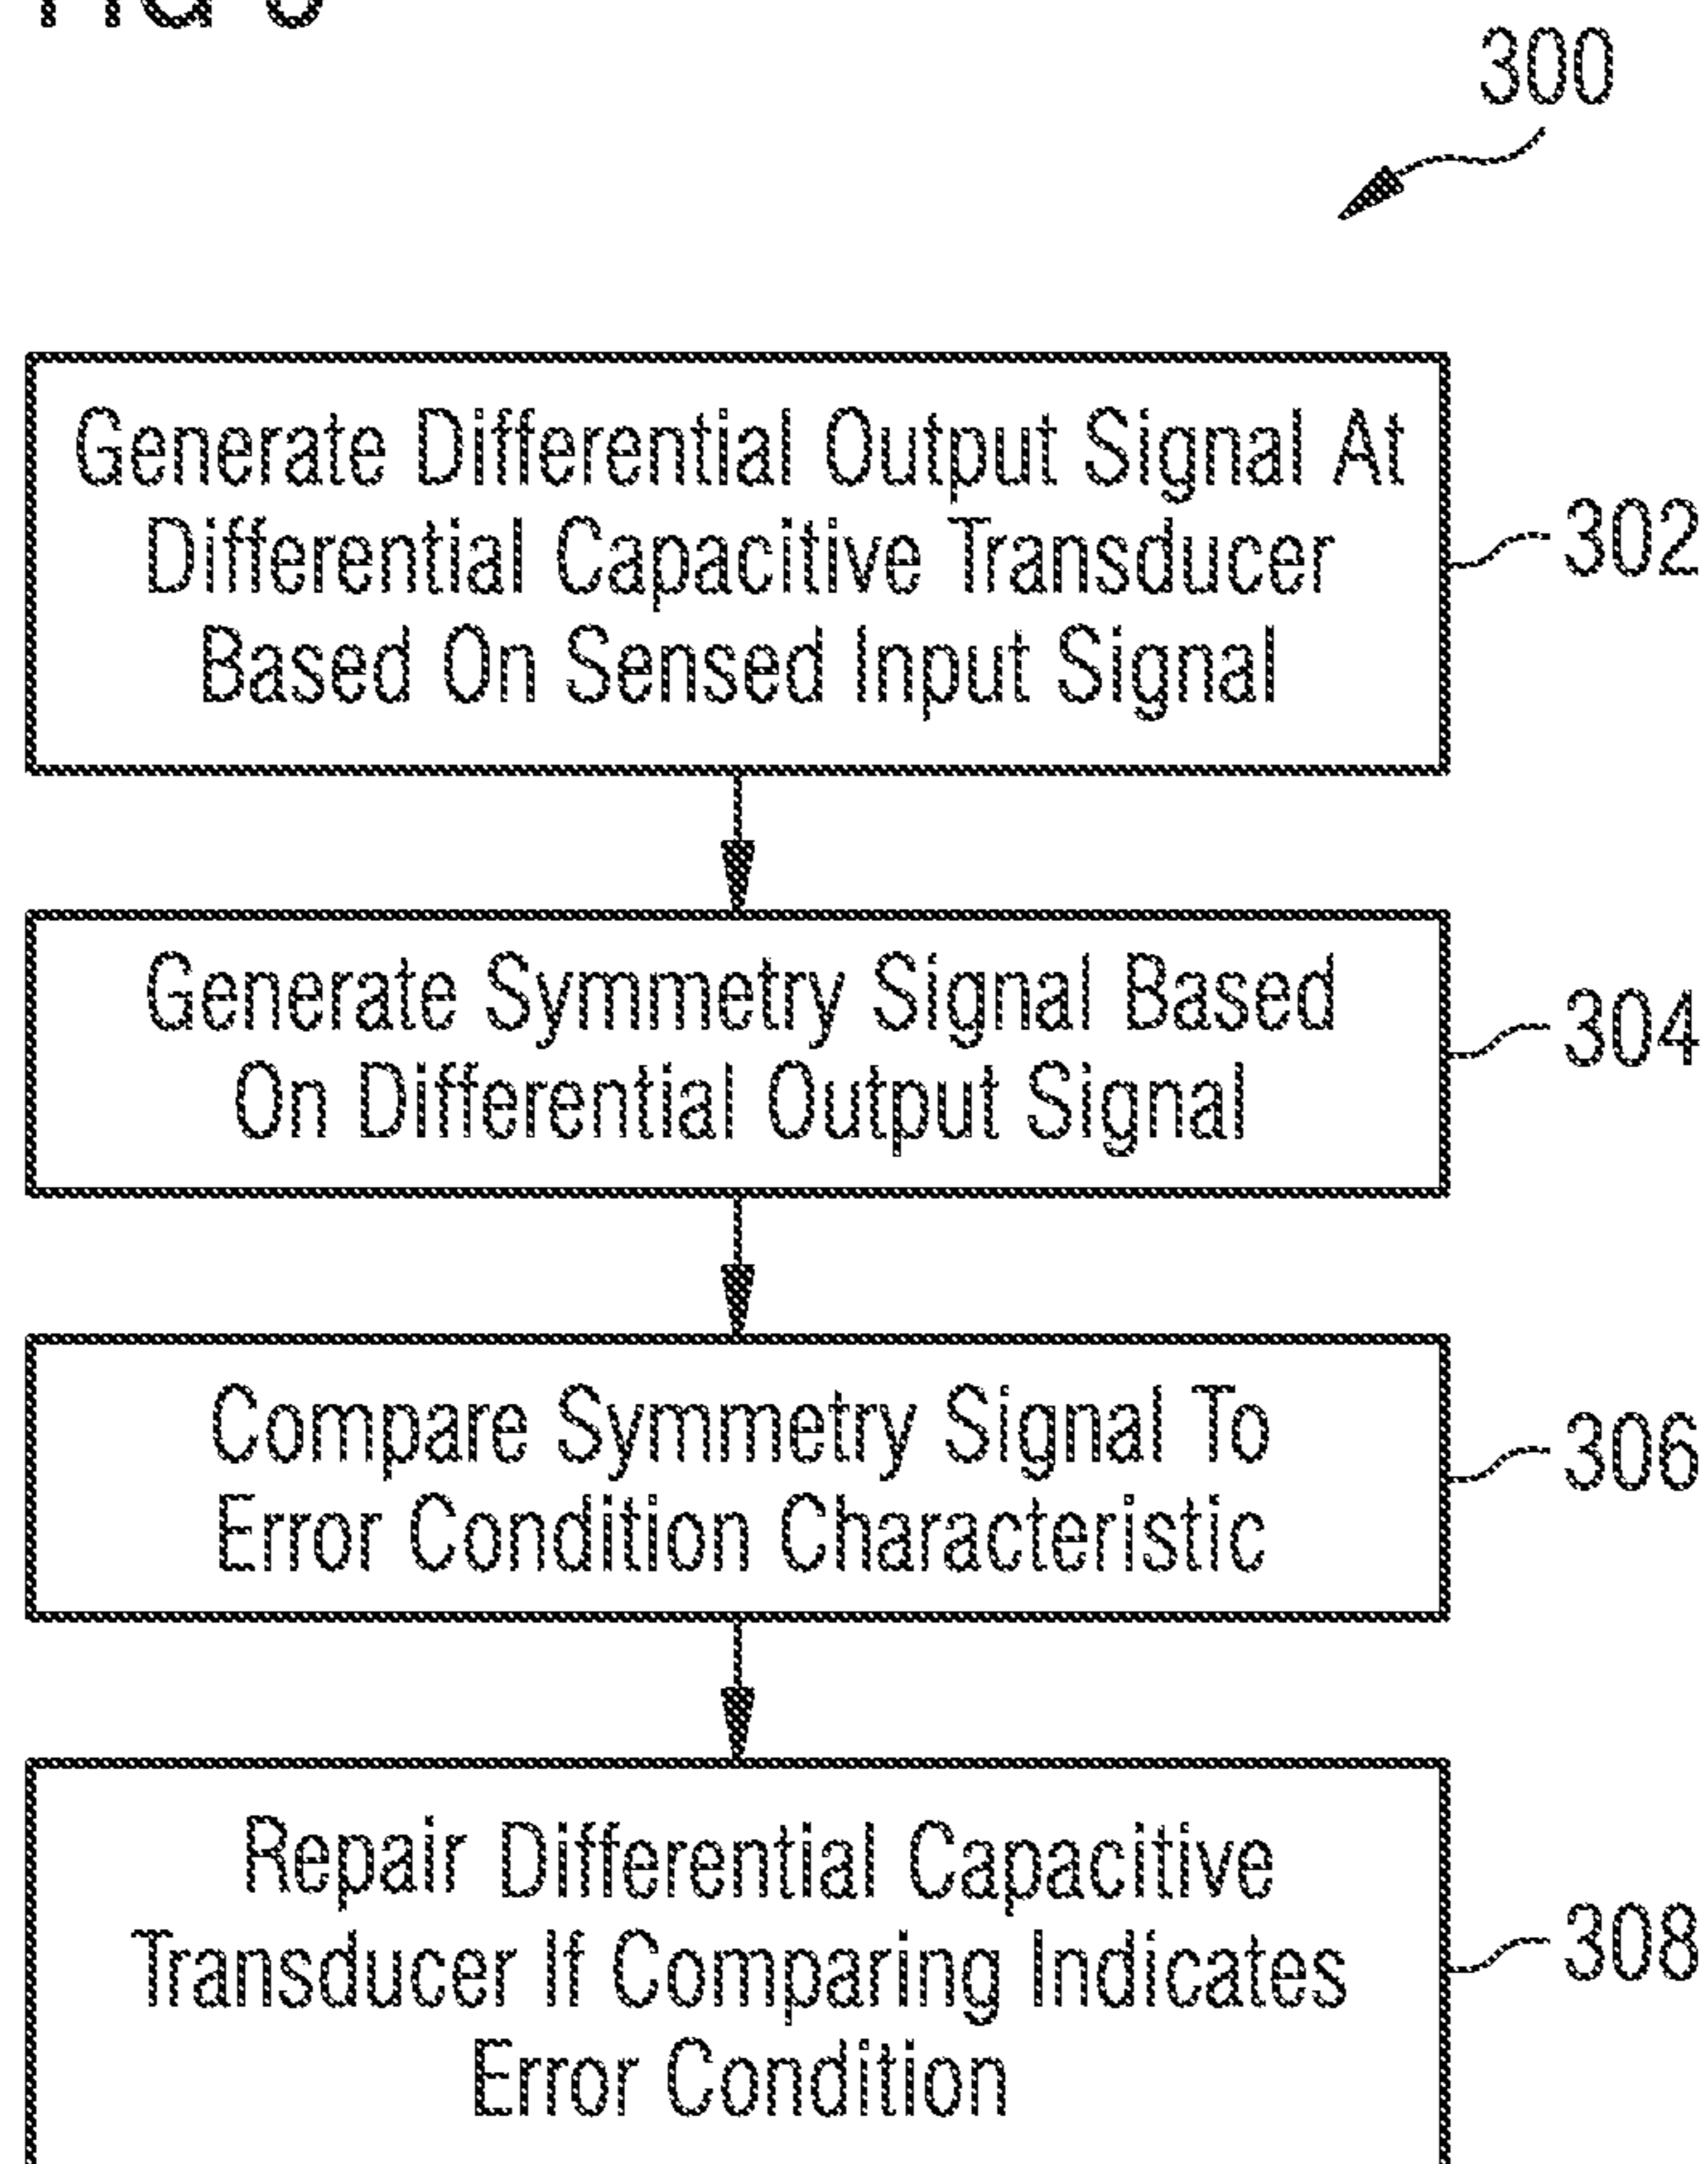 300
Generate Differential Output Signal At
Differential Capacitive Transducer
Based On Sensed Input Signal
302
Generate Symmetry Signal Based
On Differential Output Signal
304
Compare Symmetry Signal To
Error Condition Characteristic
306
Repair Differential Capacitive
Transducer If Comparing Indicates
Error Condition
308